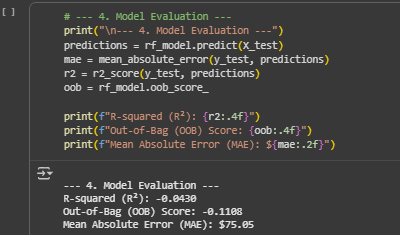 [ ]
# --- 4. Model Evaluation ---
print("\n--- 4. Model Evaluation ---")
predictions = rf_model.predict(X_test)
mae = mean_absolute_error(y_test, predictions)
r2 = r2_score(y_test, predictions)
oob = rf_model.oob_score_
print(f"R-squared (R²): {r2:.4f}")
print(f"Out-of-Bag (OOB) Score: {oob:.4f}")
print(f"Mean Absolute Error (MAE): ${mae:.2f}")
--- 4. Model Evaluation ---
R-squared (R²): -0.0430
Out-of-Bag (OOB) Score: -0.1108
Mean Absolute Error (MAE): $75.05